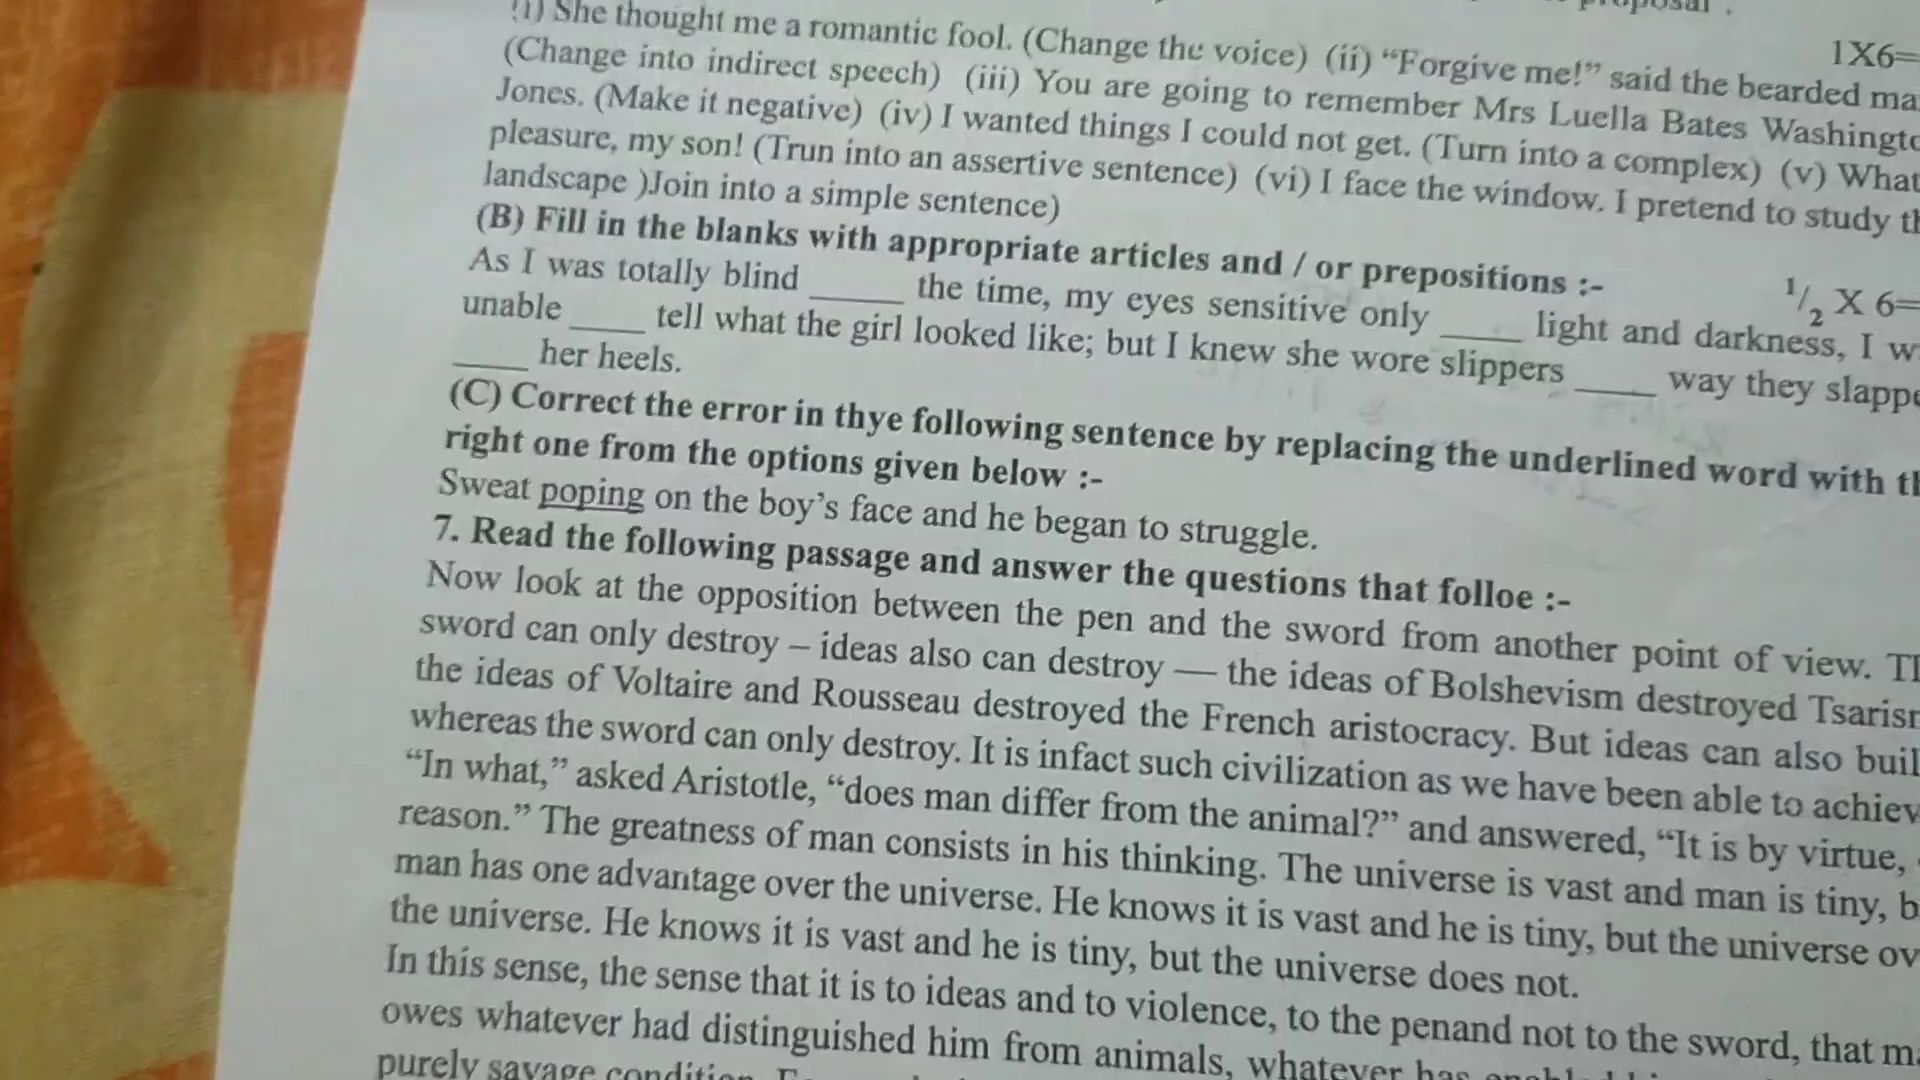 proposal .
(i) She thought me a romantic fool. (Change the voice) (ii) “Forgive me!” said the bearded
1X6=
(Change into indirect speech) (iii) You are going to remember Mrs Luella Bates
Jones. (Make it negative) (iv) I wanted things I could not get. (Turn into a complex) (v) What
pleasure, my son! (Trun into an assertive sentence) (vi) I face the window. I pretend to study
landscape )Join into a simple sentence)
(B) Fill in the blanks with appropriate articles and / or prepositions :-
1/2 X 6=
As I was totally blind _____ the time, my eyes sensitive only ____ light and darkness, I
unable ____ tell what the girl looked like; but I knew she wore slippers ____ way they
____ her heels.
(C) Correct the error in thye following sentence by replacing the underlined word with
right one from the options given below :-
Sweat poping on the boy’s face and he began to struggle.
7. Read the following passage and answer the questions that folloe :-
Now look at the opposition between the pen and the sword from another point of view.
sword can only destroy – ideas also can destroy — the ideas of Bolshevism destroyed
the ideas of Voltaire and Rousseau destroyed the French aristocracy. But ideas can also
whereas the sword can only destroy. It is infact such civilization as we have been able to
“In what,” asked Aristotle, “does man differ from the animal?” and answered, “It is by virtue,
reason.” The greatness of man consists in his thinking. The universe is vast and man is tiny,
man has one advantage over the universe. He knows it is vast and he is tiny, but the universe
the universe. He knows it is vast and he is tiny, but the universe does not.
In this sense, the sense that it is to ideas and to violence, to the penand not to the sword, that
owes whatever had distinguished him from animals, whatever has
purely savage condition.